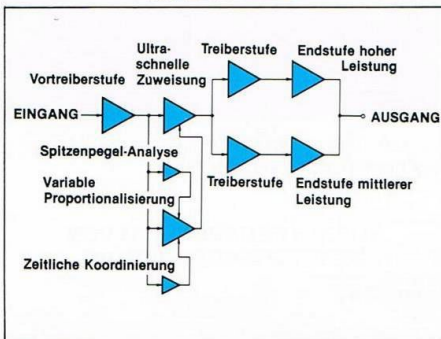 Ultra-
schnelle
Zuweisung
Treiberstufe
Endstufe hoher
Leistung
Vortreiberstufe
EINGANG
AUSGANG
Spitzenpegel-Analyse
Variable
Proportionalisierung
Treiberstufe
Endstufe mittlerer
Leistung
Zeitliche Koordinierung